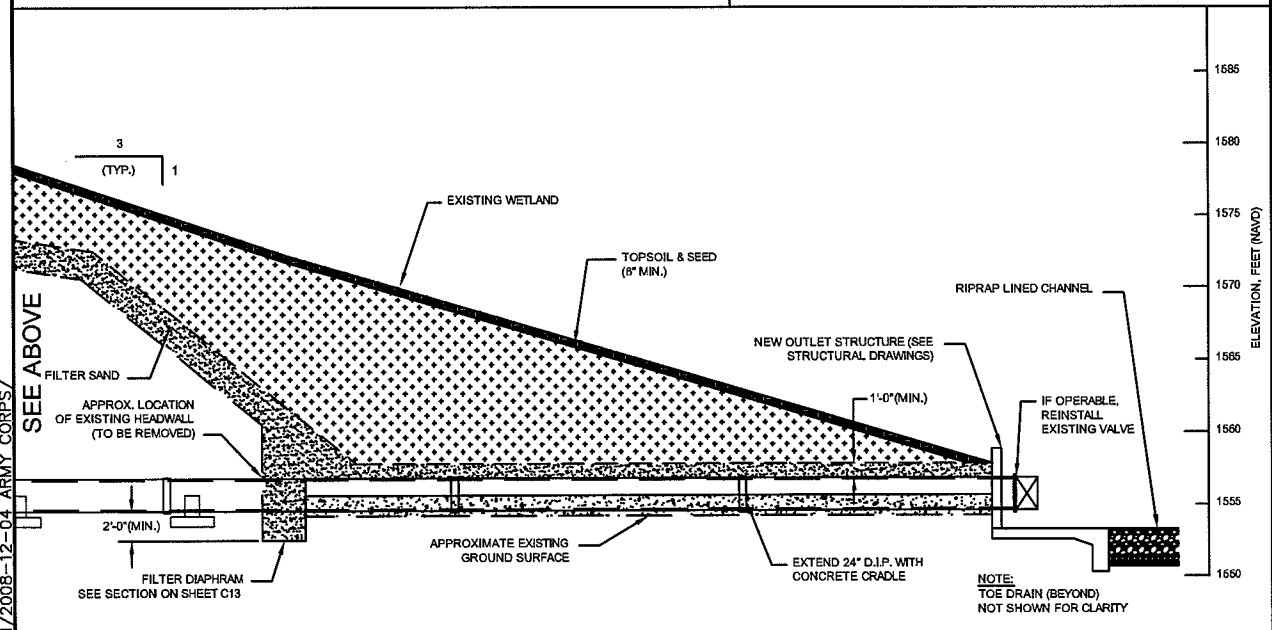 1585
3
(TYP.)
1
1580
EXISTING WETLAND
1575
TOPSOIL & SEED
(6" MIN.)
ELEVATION, FEET (NAVD)
1570
RIPRAP LINED CHANNEL
SEE ABOVE
NEW OUTLET STRUCTURE (SEE
STRUCTURAL DRAWINGS)
1565
FILTER SAND
APPROX. LOCATION
OF EXISTING HEADWALL
(TO BE REMOVED)
1'-0"(MIN.)
IF OPERABLE,
REINSTALL
EXISTING VALVE
1560
1555
2'-0"(MIN.)
APPROXIMATE EXISTING
GROUND SURFACE
EXTEND 24" D.I.P. WITH
CONCRETE CRADLE
FILTER DIAPHRAM
SEE SECTION ON SHEET C13
1550
NOTE:
TOE DRAIN (BEYOND)
NOT SHOWN FOR CLARITY
/2008-12-04 ARMY CORPS/